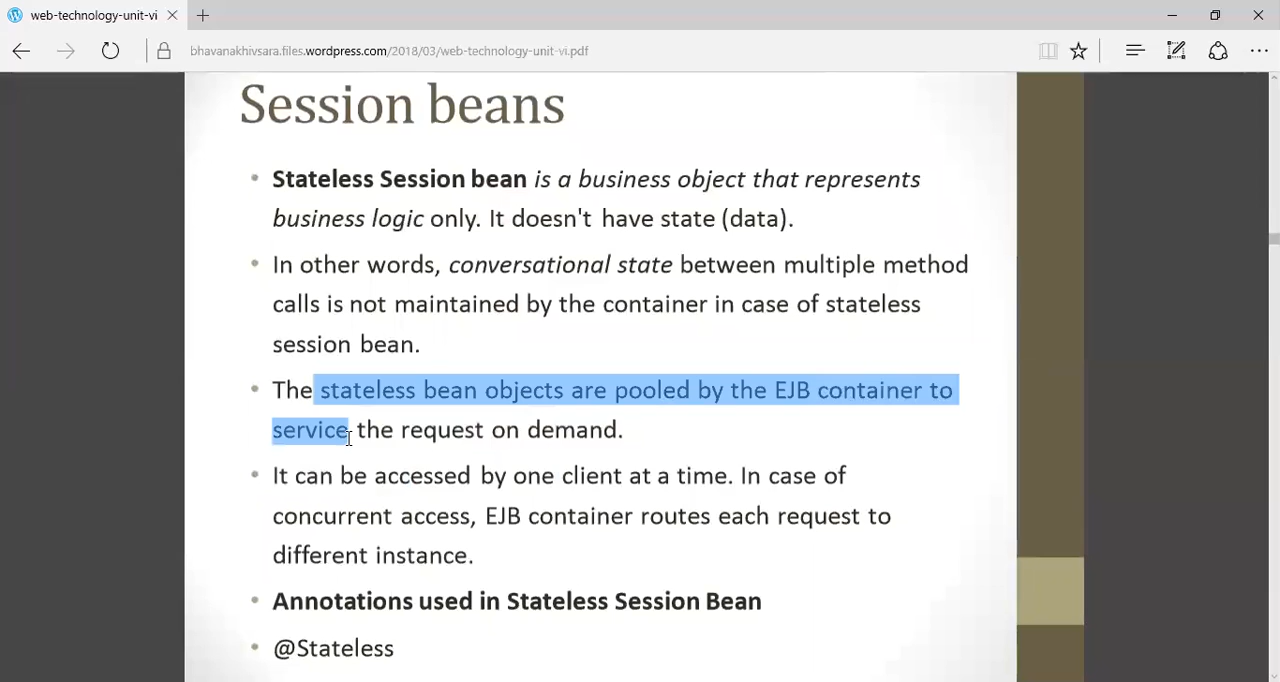 web-technology-unit-vi
bhavanakhivsara.files.wordpress.com/2018/03/web-technology-unit-vi.pdf
Session beans
• Stateless Session bean is a business object that represents
business logic only. It doesn't have state (data).
• In other words, conversational state between multiple method
calls is not maintained by the container in case of stateless
session bean.
• The stateless bean objects are pooled by the EJB container to
service the request on demand.
• It can be accessed by one client at a time. In case of
concurrent access, EJB container routes each request to
different instance.
• Annotations used in Stateless Session Bean
• @Stateless